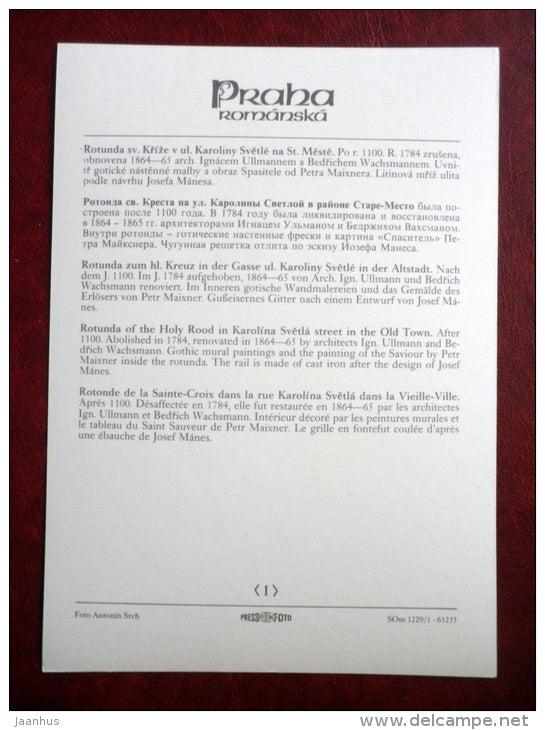 Praha
románská
Rotunda sv. Kříže v ul. Karoliny Světlé na St. Městě. Po r. 1100. R. 1784 zrušena,
obnovena 1864—65 arch. Ignácem Ullmannem a Bedřichem Wachsmannem. Uvni-
tř gotické nástěnné malby a obraz Spasitele od Petra Maixnera. Litinová mříž ulita
podle návrhu Josefa Mánesa.
Ротонда св. Креста на ул. Каролины Светлой в районе Старе-Место была по-
строена после 1100 года. В 1784 году была ликвидирована и восстановлена
в 1864 – 1865 гг. архитекторами Игнацем Ульманом и Бедржихом Вахсманом.
Внутри ротонды – готические настенные фрески и картина «Спаситель» Пе-
тра Майкснера. Чугунная решетка отлита по эскизу Иозефа Манеса.
Rotunda zum hl. Kreuz in der Gasse ul. Karoliny Světlé in der Altstadt. Nach
dem J. 1100. Im J. 1784 aufgehoben, 1864—65 von Arch. Ign. Ullmann und Bedřich
Wachsmann renoviert. Im Inneren gotische Wandmalereien und das Gemälde des
Erlösers von Petr Maixner. Gußeisernes Gitter nach einem Entwurf von Josef Má-
nes.
Rotunda of the Holy Rood in Karolína Světlá street in the Old Town. After
1100. Abolished in 1784, renovated in 1864—65 by architects Ign. Ullmann and Be-
dřich Wachsmann. Gothic mural paintings and the painting of the Saviour by Petr
Maixner inside the rotunda. The rail is made of cast iron after the design of Josef
Mánes.
Rotonde de la Sainte-Croix dans la rue Karolína Světlá dans la Vieille-Ville.
Après 1100. Désaffectée en 1784, elle fut restaurée en 1864—65 par les architectes
Ign. Ullmann et Bedřich Wachsmann. Intérieur décoré par les peintures murales et
le tableau du Saint Sauveur de Petr Maixner. Le grille en fontefut coulée d'après
une ébauche de Josef Mánes.
⟨1⟩
Foto Antonín Srch
PRESSFOTO
SOm 1229/1 - 61235
jaanhus
www.delcampe.net